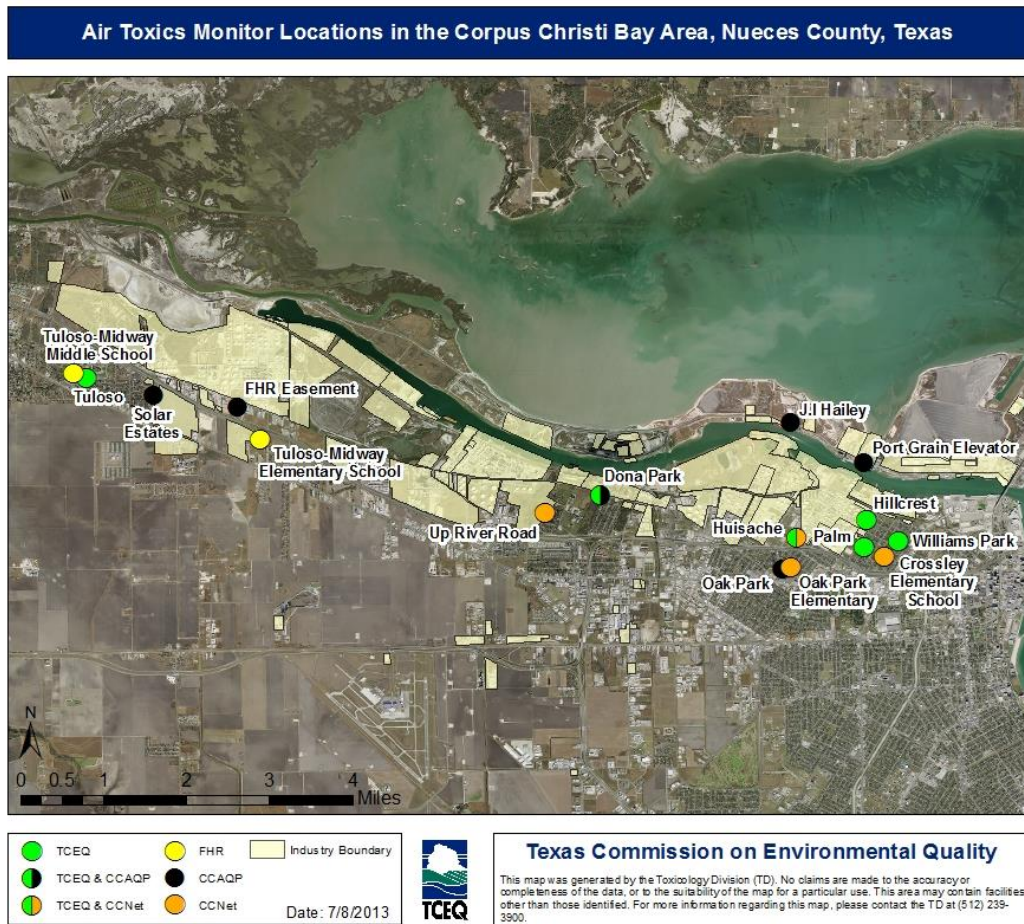 Air Toxics Monitor Locations in the Corpus Christi Bay Area, Nueces County, Texas
Tuloso-Midway
Middle School
Tuloso
Solar
Estates
FHR Easement
Tuloso-Midway
Elementary School
Up River Road
Dona Park
J.I Hailey
Port Grain Elevator
Hillcrest
Huisache
Palm
Williams Park
Crossley
Elementary
School
Oak Park
Oak Park
Elementary
N
0 0.5 1 2 3 4
Miles
TCEQ
FHR
Industry Boundary
TCEQ & CCAQP
CCAQP
TCEQ & CCNet
CCNet
Date: 7/8/2013
TCEQ
Texas Commission on Environmental Quality
This map was generated by the Toxicology Division (TD). No claims are made to the accuracy or
completeness of the data, or to the suitability of the map for a particular use. This area may contain facilities
other than those identified. For more information regarding this map, please contact the TD at (512) 239-
3900.